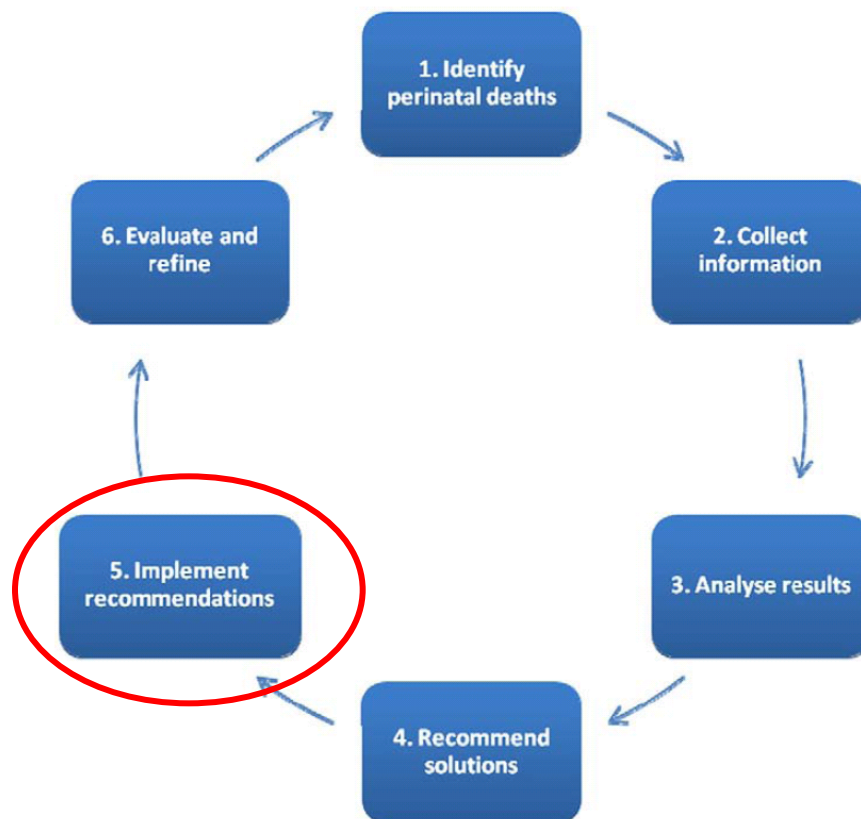 1. Identify
perinatal deaths
2. Collect
information
3. Analyse results
4. Recommend
solutions
5. Implement
recommendations
6. Evaluate and
refine